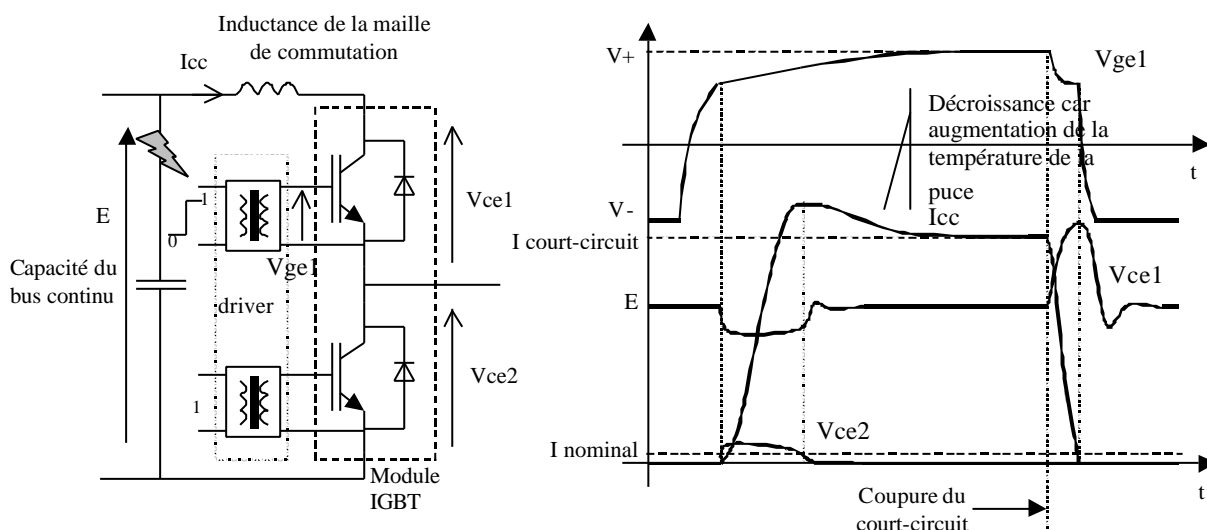 Inductance de la maille
de commutation
Icc
E
1
0
Vge1
Capacité du
bus continu
driver
1
Vce1
Vce2
Module
IGBT
V+
Vge1
Décroissance car
augmentation de la
température de la
puce
t
V-
Icc
I court-circuit
Vce1
E
Vce2
I nominal
t
Coupure du
court-circuit